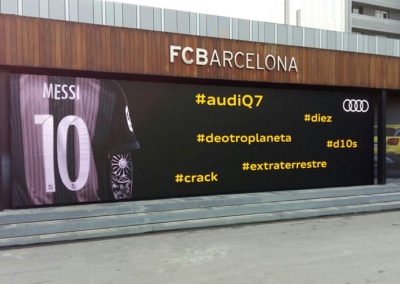 FCBARCELONA
MESSI
10
#audiQ7
#diez
#deotroplaneta
#d10s
#extraterrestre
#crack